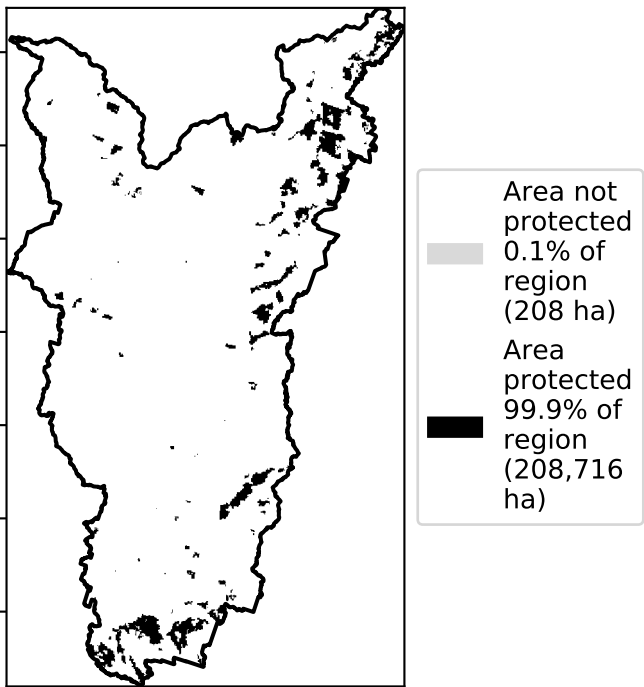 Area not
protected
0.1% of
region
(208 ha)
Area
protected
99.9% of
region
(208,716
ha)